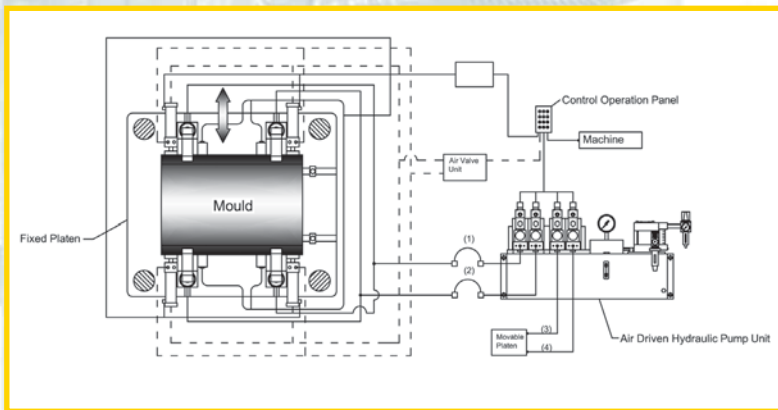 Control Operation Panel
Machine
Air Valve
Unit
Mould
Fixed Platen
(1)
(2)
(3)
Movable
Platen
(4)
Air Driven Hydraulic Pump Unit